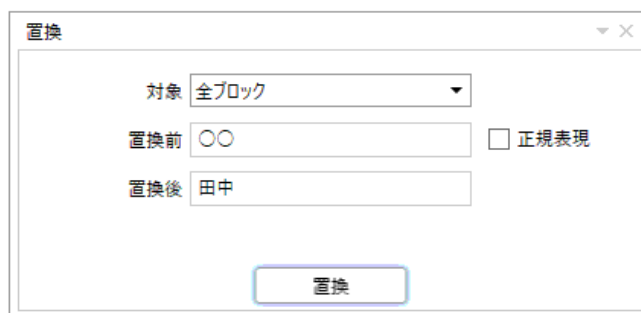 置換
対象 全ブロック
置換前 〇〇 正規表現
置換後 田中
置換